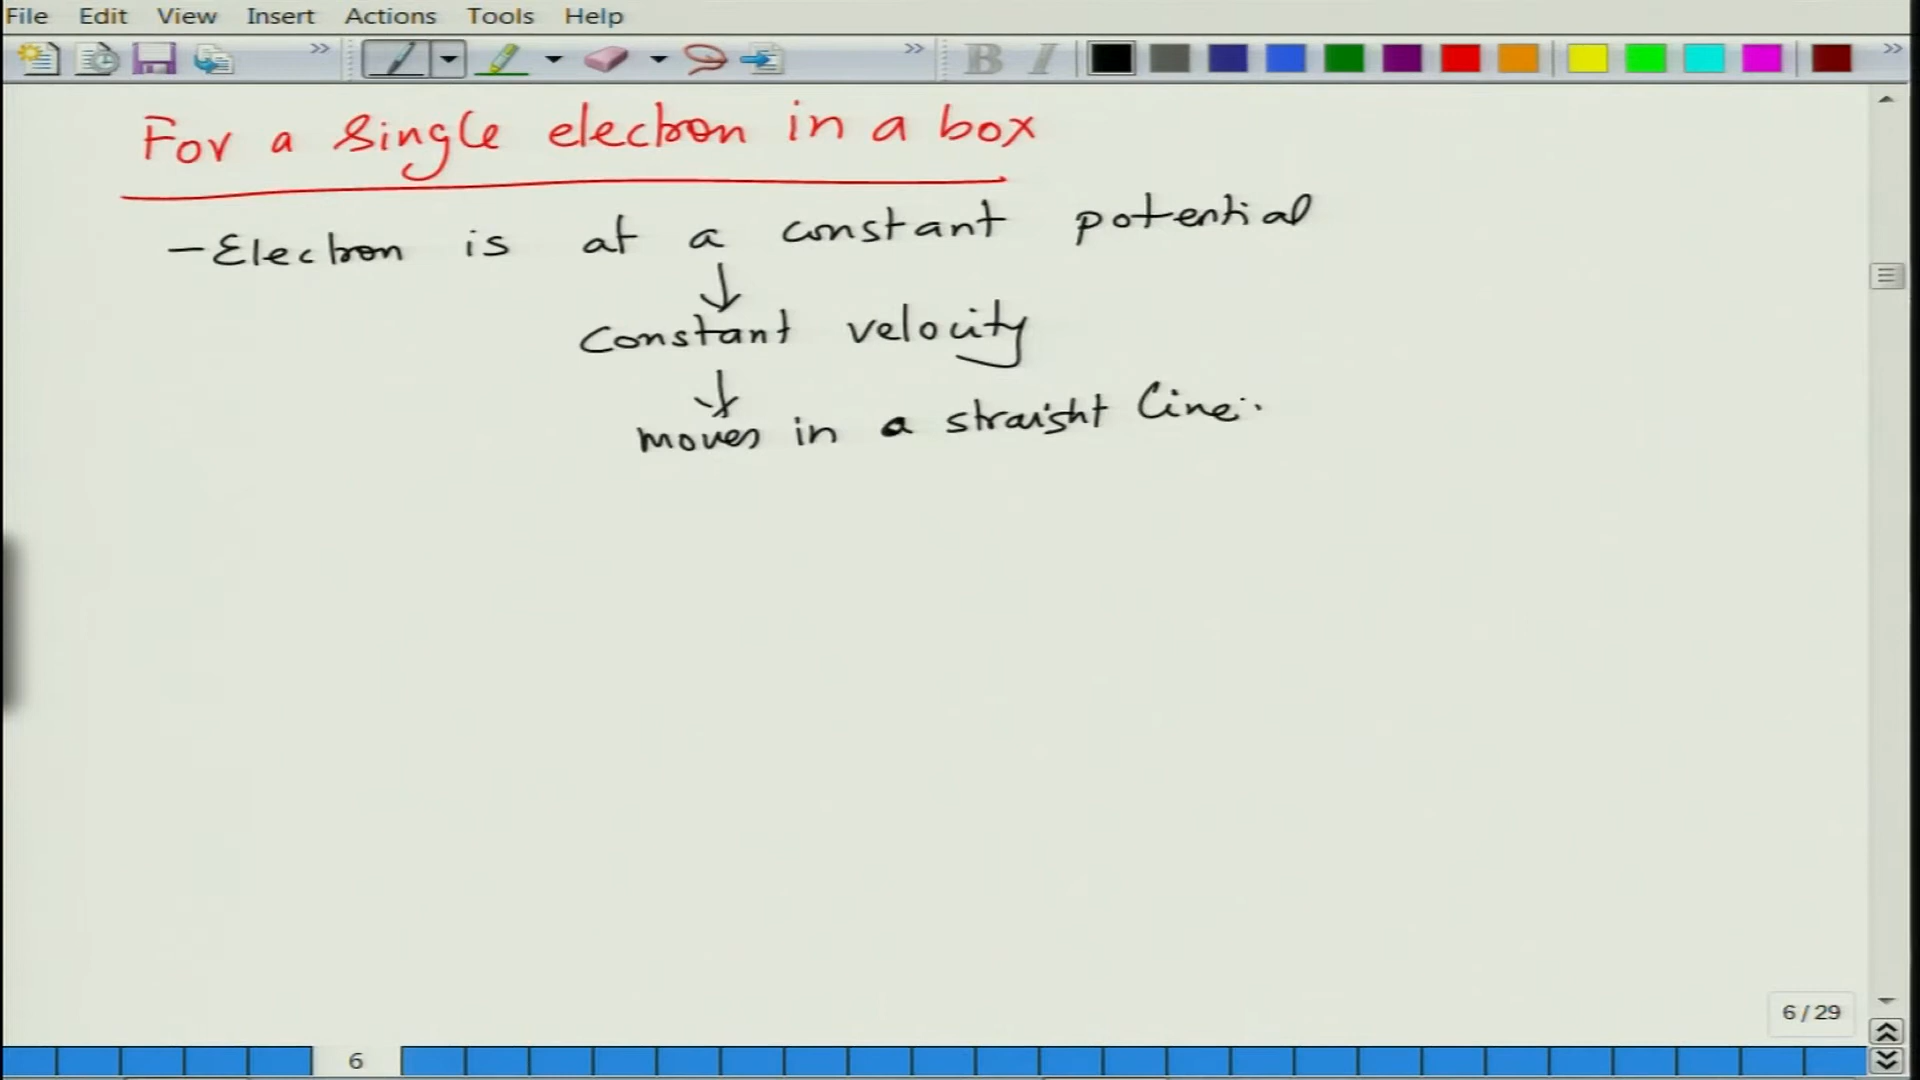 File Edit View Insert Actions Tools Help
B I
For a single electron in a box
- Electron is at a constant potential
↓
Constant velocity
↓
moves in a straight line..
6 / 29
6